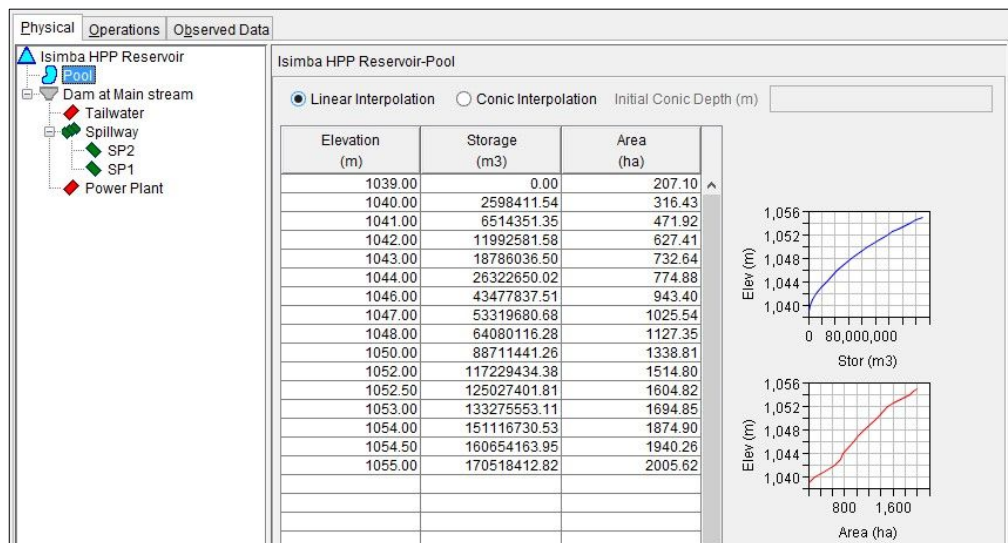 Physical Operations Observed Data
Isimba HPP Reservoir
Pool
Dam at Main stream
Tailwater
Spillway
SP2
SP1
Power Plant
Isimba HPP Reservoir-Pool
Linear Interpolation Conic Interpolation Initial Conic Depth (m)
Elevation Storage Area
(m) (m3) (ha)
1039.00 0.00 207.10
1040.00 2598411.54 316.43
1041.00 6514351.35 471.92
1042.00 11992581.58 627.41
1043.00 18786036.50 732.64
1044.00 26322650.02 774.88
1046.00 43477837.51 943.40
1047.00 53319680.68 1025.54
1048.00 64080116.28 1127.35
1050.00 88711441.26 1338.81
1052.00 117229434.38 1514.80
1052.50 125027401.81 1604.82
1053.00 133275553.11 1694.85
1054.00 151116730.53 1874.90
1054.50 160654163.95 1940.26
1055.00 170518412.82 2005.62
1,056
1,052
1,048
1,044
1,040
Elev (m)
0 80,000,000
Stor (m3)
1,056
1,052
1,048
1,044
1,040
Elev (m)
800 1,600
Area (ha)